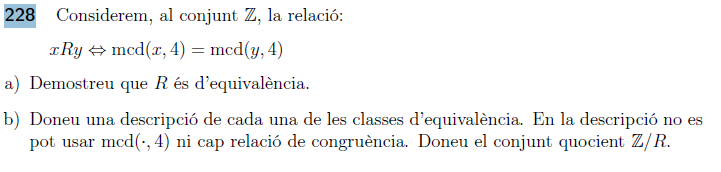 228 Considerem, al conjunt ℤ, la relació:
xRy ⇔ mcd(x, 4) = mcd(y, 4)
a) Demostreu que R és d'equivalència.
b) Doneu una descripció de cada una de les classes d'equivalència. En la descripció no es
pot usar mcd(·, 4) ni cap relació de congruència. Doneu el conjunt quocient ℤ/R.